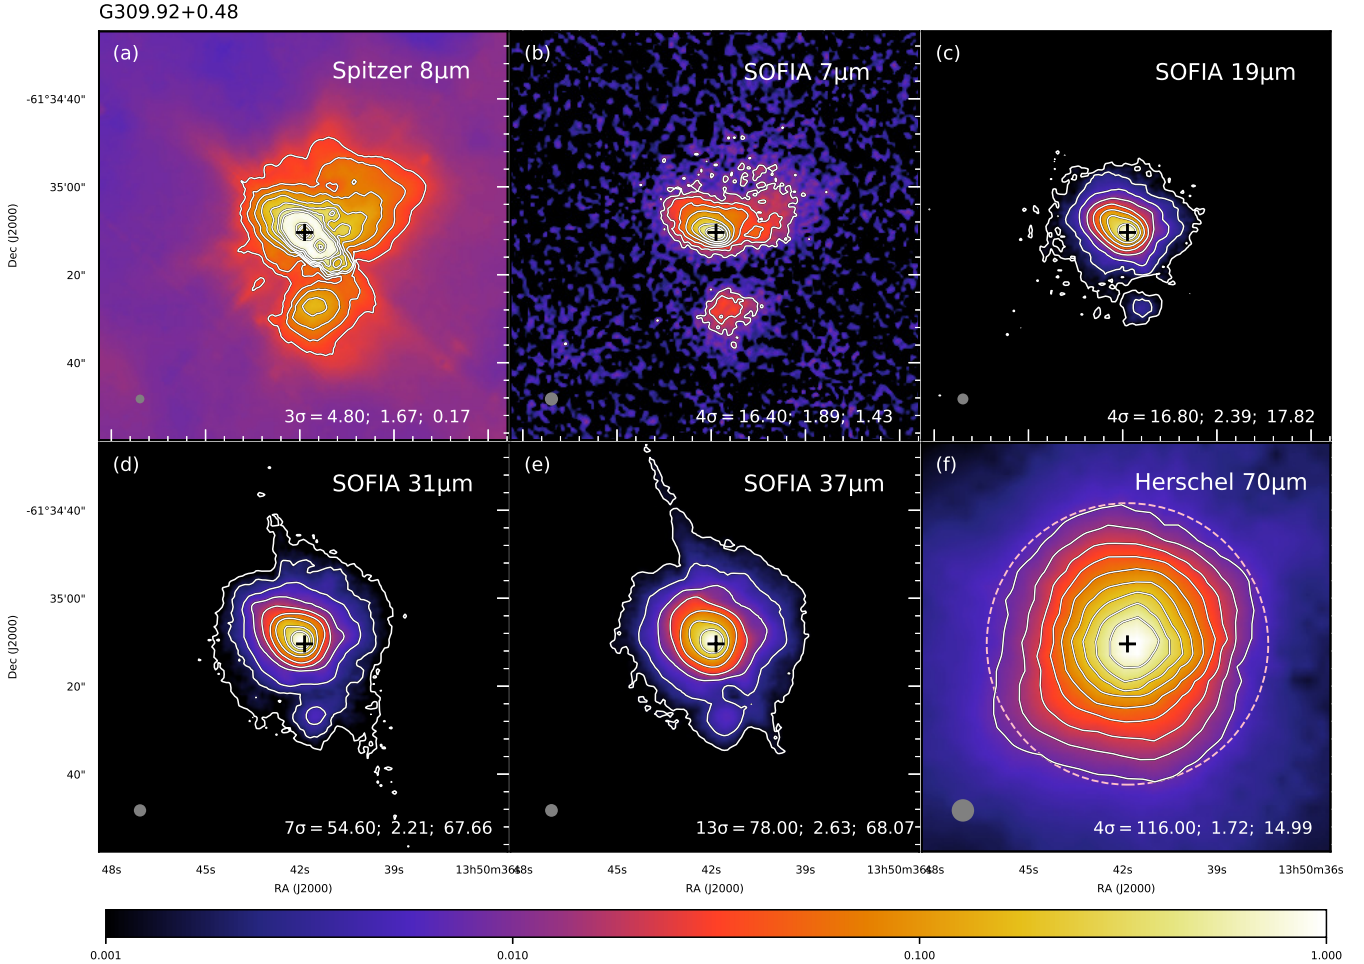 G309.92+0.48
(a)
Spitzer 8μm
3σ = 4.80; 1.67; 0.17
(b)
SOFIA 7μm
4σ = 16.40; 1.89; 1.43
(c)
SOFIA 19μm
4σ = 16.80; 2.39; 17.82
-61°34'40"
35'00"
20"
40"
Dec (J2000)
(d)
SOFIA 31μm
7σ = 54.60; 2.21; 67.66
(e)
SOFIA 37μm
13σ = 78.00; 2.63; 68.07
(f)
Herschel 70μm
4σ = 116.00; 1.72; 14.99
-61°34'40"
35'00"
20"
40"
Dec (J2000)
48s 45s 42s 39s 13h50m36s
48s 45s 42s 39s 13h50m36s
48s 45s 42s 39s 13h50m36s
RA (J2000) RA (J2000) RA (J2000)
0.001 0.010 0.100 1.000